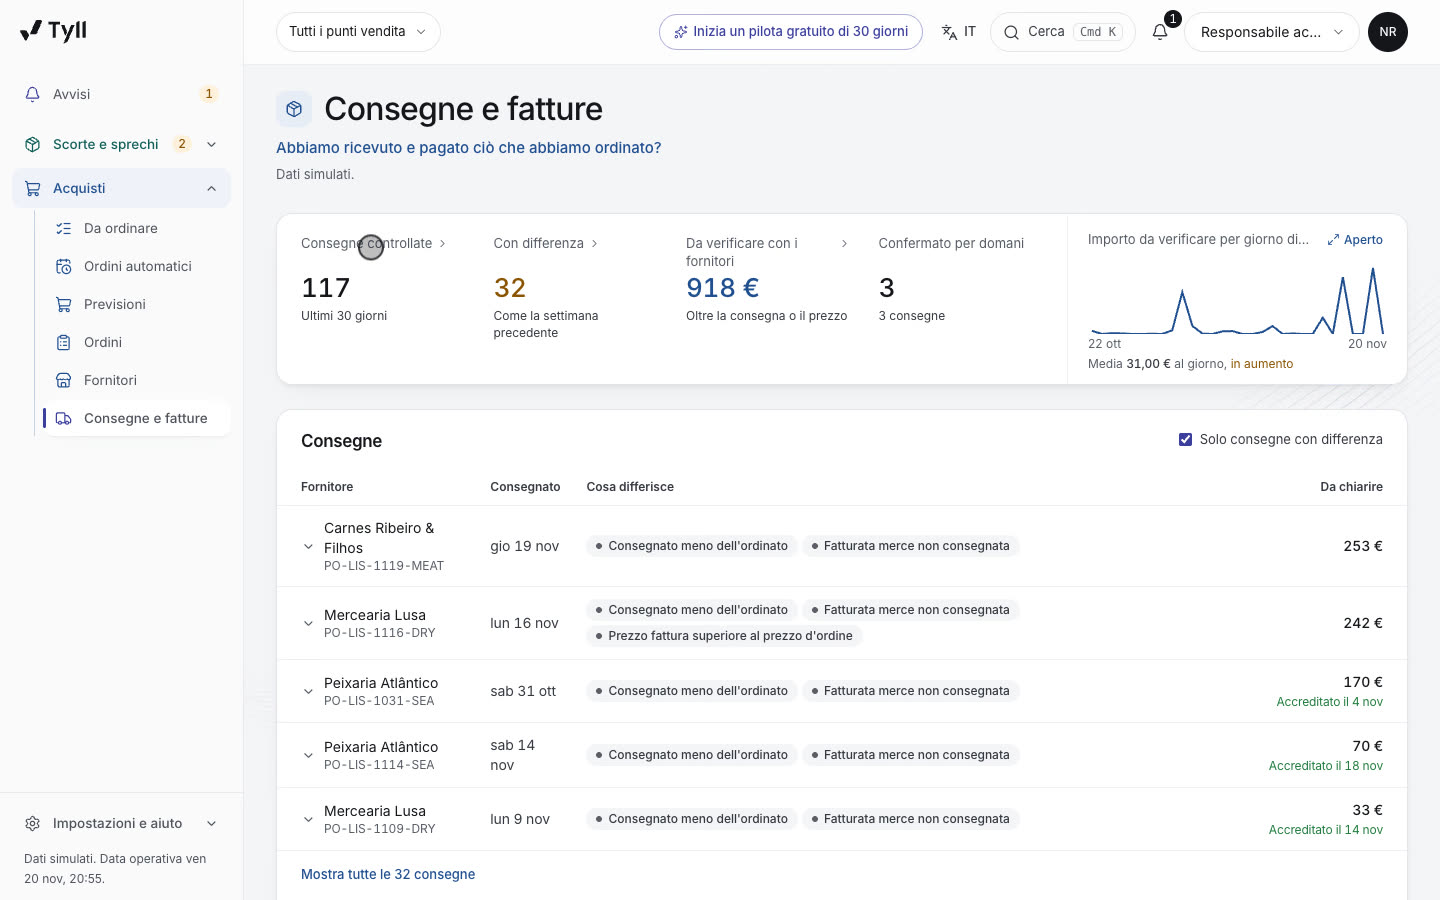 Tyll
Tutti i punti vendita
Inizia un pilota gratuito di 30 giorni
IT
Cerca
Cmd K
1
Responsabile ac...
NR
Avvisi
1
Scorte e sprechi
2
Acquisti
Da ordinare
Ordini automatici
Previsioni
Ordini
Fornitori
Consegne e fatture
Impostazioni e aiuto
Dati simulati. Data operativa ven
20 nov, 20:55.
Consegne e fatture
Abbiamo ricevuto e pagato ciò che abbiamo ordinato?
Dati simulati.
Consegne controllate
117
Ultimi 30 giorni
Con differenza
32
Come la settimana
precedente
Da verificare con i
fornitori
918 €
Oltre la consegna o il prezzo
Confermato per domani
3
3 consegne
Importo da verificare per giorno di...
Aperto
22 ott
20 nov
Media 31,00 € al giorno, in aumento
Consegne
Solo consegne con differenza
Fornitore
Consegnato
Cosa differisce
Da chiarire
Carnes Ribeiro &
Filhos
PO-LIS-1119-MEAT
gio 19 nov
Consegnato meno dell'ordinato
Fatturata merce non consegnata
253 €
Mercearia Lusa
PO-LIS-1116-DRY
lun 16 nov
Consegnato meno dell'ordinato
Fatturata merce non consegnata
Prezzo fattura superiore al prezzo d'ordine
242 €
Peixaria Atlântico
PO-LIS-1031-SEA
sab 31 ott
Consegnato meno dell'ordinato
Fatturata merce non consegnata
170 €
Accreditato il 4 nov
Peixaria Atlântico
PO-LIS-1114-SEA
sab 14
nov
Consegnato meno dell'ordinato
Fatturata merce non consegnata
70 €
Accreditato il 18 nov
Mercearia Lusa
PO-LIS-1109-DRY
lun 9 nov
Consegnato meno dell'ordinato
Fatturata merce non consegnata
33 €
Accreditato il 14 nov
Mostra tutte le 32 consegne